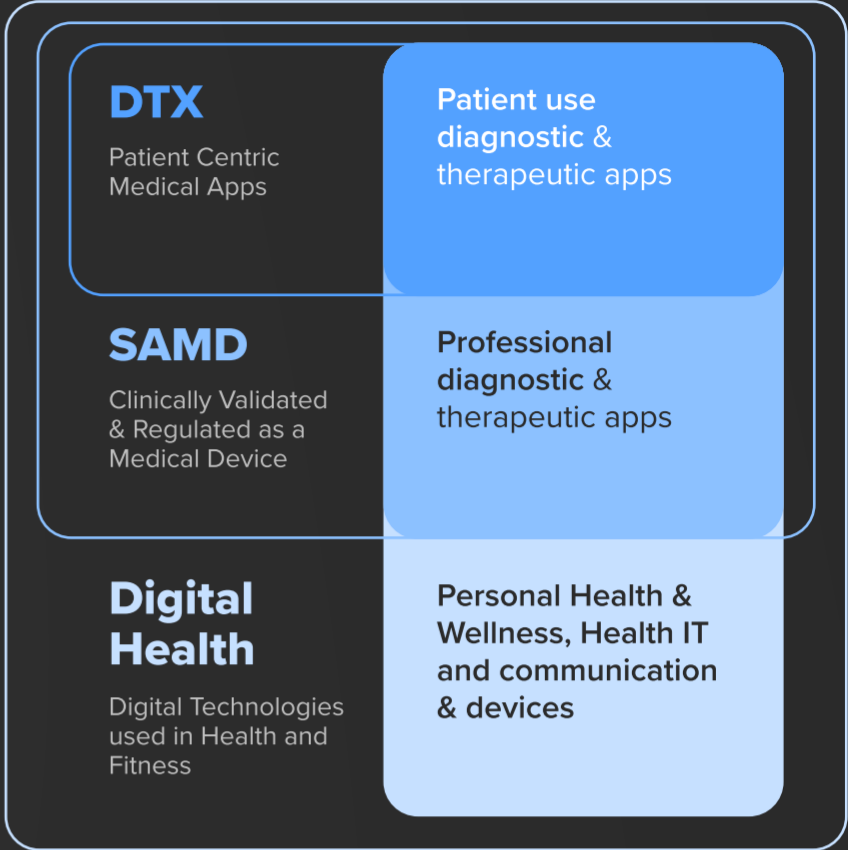 DTX
Patient Centric
Medical Apps
Patient use
diagnostic &
therapeutic apps
SAMD
Clinically Validated
& Regulated as a
Medical Device
Professional
diagnostic &
therapeutic apps
Digital
Health
Digital Technologies
used in Health and
Fitness
Personal Health &
Wellness, Health IT
and communication
& devices